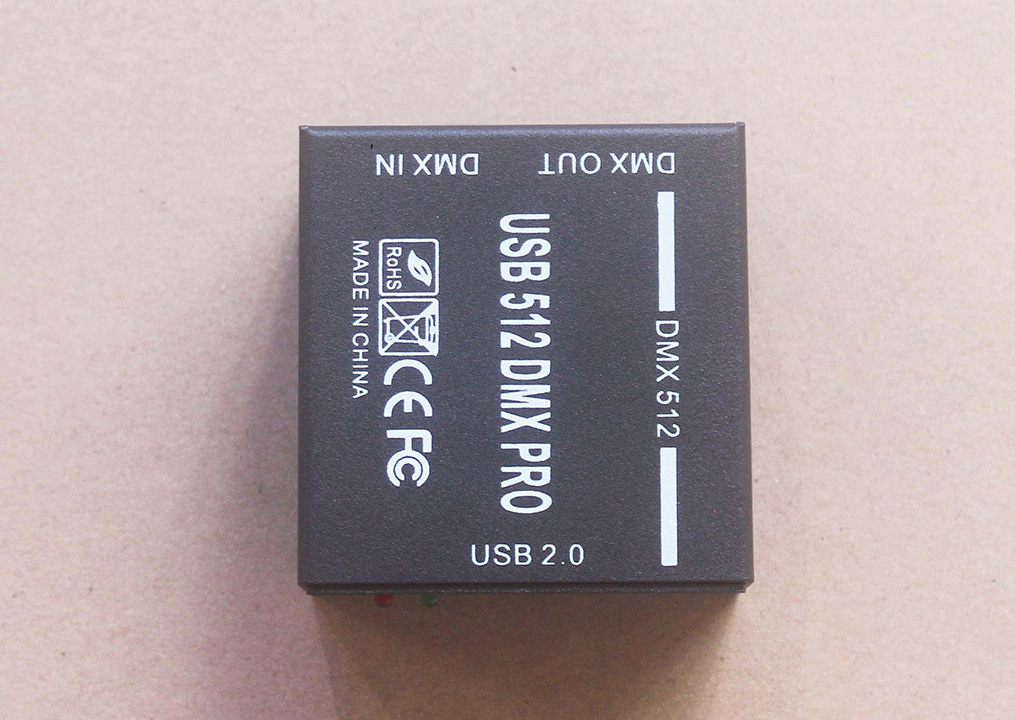 DMX IN
DMX OUT
DMX 512
USB 512 DMX PRO
RoHS
CE FC
MADE IN CHINA
USB 2.0